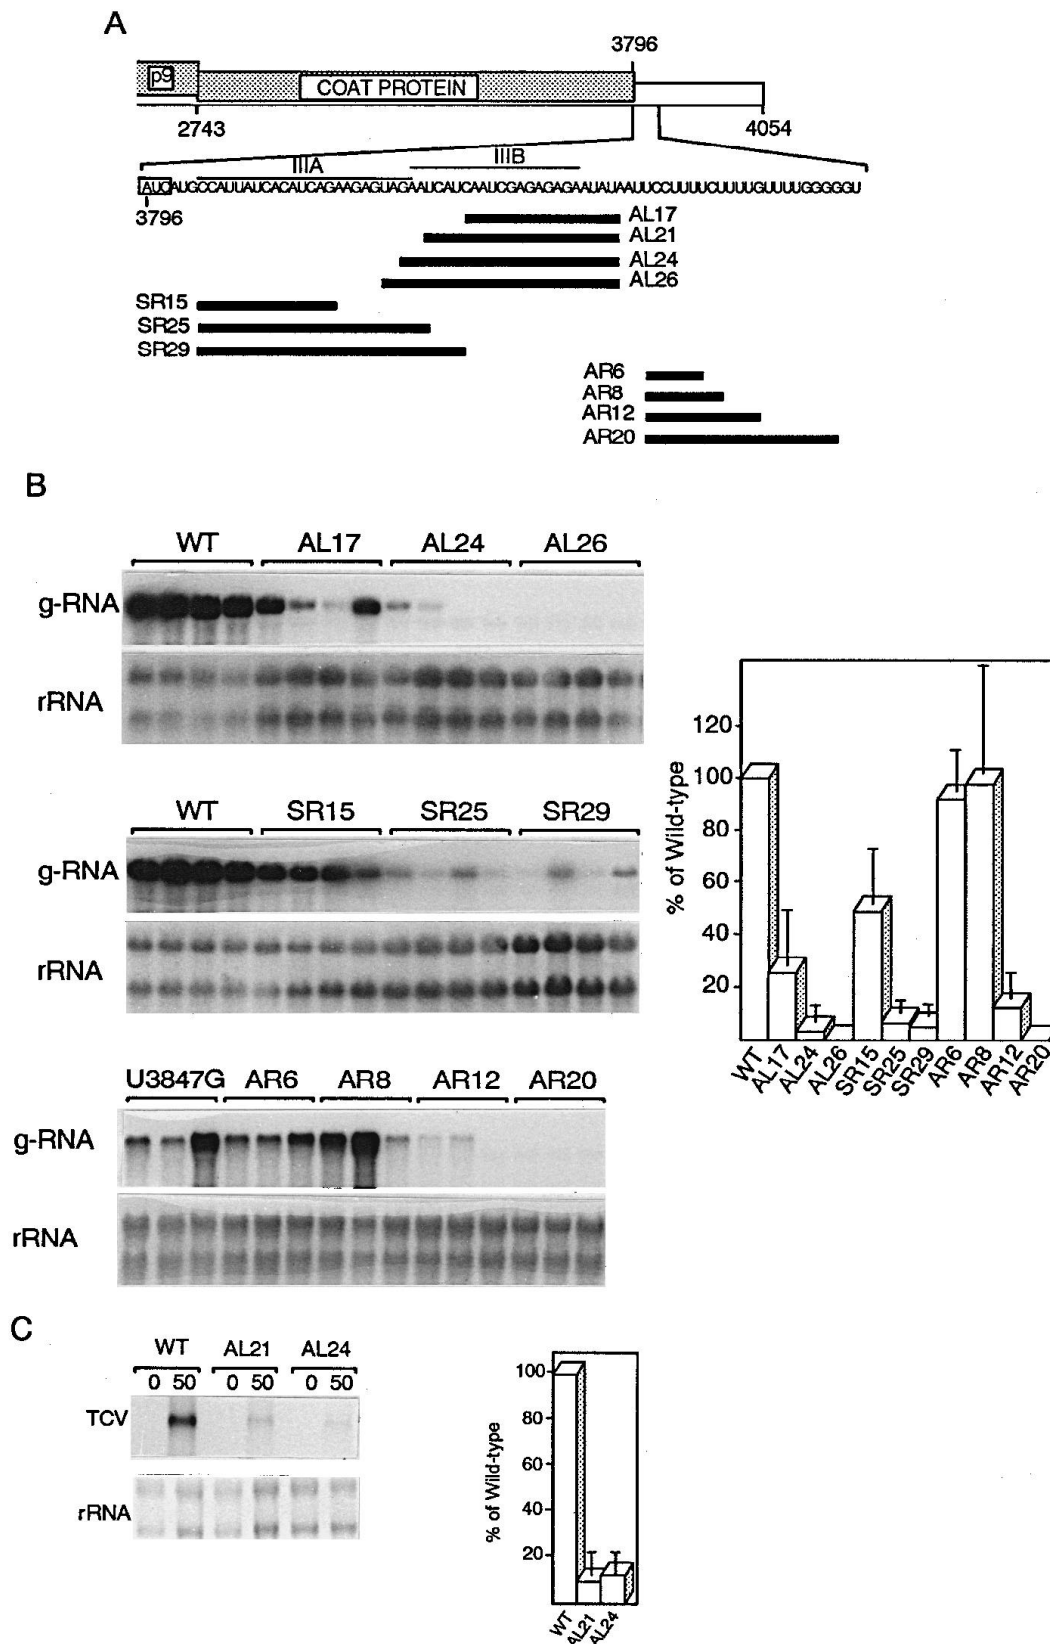 A
3796
p9
COAT PROTEIN
2743
4054
IIIA
IIIB
AUCAUGCCAUUAUCACAUCAGAAGAGUAGAAUCAUCAAUCGAGAGAGAAUAUAAUUCCUUUUCUUUUGUUUUGGGGGU
3796
AL17
AL21
AL24
AL26
SR15
SR25
SR29
AR6
AR8
AR12
AR20
B
WT AL17 AL24 AL26
g-RNA
rRNA
WT SR15 SR25 SR29
g-RNA
rRNA
U3847G AR6 AR8 AR12 AR20
g-RNA
rRNA
% of Wild-type
120
100
80
60
40
20
WT AL17 AL24 AL26 SR15 SR25 SR29 AR6 AR8 AR12 AR20
C
WT AL21 AL24
0 50 0 50 0 50
TCV
rRNA
% of Wild-type
100
80
60
40
20
WT AL21 AL24